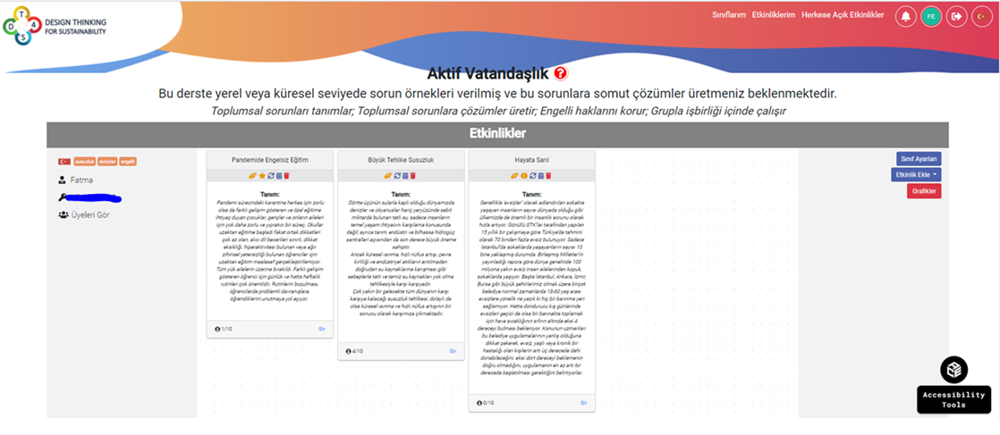 D T 4 S
DESIGN THINKING
FOR SUSTAINABILITY
Sınıflarım Etkinliklerim Herkese Açık Etkinlikler
FE
Aktif Vatandaşlık ?
Bu derste yerel veya küresel seviyede sorun örnekleri verilmiş ve bu sorunlara somut çözümler üretmeniz beklenmektedir.
Toplumsal sorunları tanımlar; Toplumsal sorunlara çözümler üretir; Engelli haklarını korur; Grupla işbirliği içinde çalışır
Etkinlikler
susuzluk evsizler engelli
Fatma
Üyeleri Gör
Pandemide Engelsiz Eğitim
Tanım:
Pandemi sürecindeki karantina herkes için zorlu
olsa da farklı gelişim gösteren ve özel eğitime
ihtiyaç duyan çocuklar, gençler ve onların aileleri
için çok daha zorlu ve yıpratıcı bir süreç. Okullar
uzaktan eğitime başladı fakat ortak dikkatleri
çok az olan, alıcı dil becerileri sınırlı, dikkat
eksikliği, hiperaktivitesi bulunan veya ağır
zihinsel yetersizliği bulunan öğrenciler için
uzaktan eğitim maalesef gerçekleştirilemiyor.
Tüm yük ailelerin üzerine bırakıldı. Farklı gelişim
gösteren öğrenci için günlük ve hatta haftalık
rutinleri çok önemlidir. Rutinlerin bozulması,
öğrencilerde problemli davranışlara,
öğrendiklerini unutmaya yol açıyor.
1/10 Gir
Büyük Tehlike Susuzluk
Tanım:
Dörtte üçünün sularla kaplı olduğu dünyamızda
denizler ve okyanuslar hariç yeryüzünde sabit
miktarda bulunan tatlı su, sadece insanların
temel yaşam ihtiyacını karşılama konusunda
değil, ayrıca tarım, endüstri ve bilhassa hidrogüç
santralleri açısından da son derece büyük öneme
sahiptir.
Ancak küresel ısınma, hızlı nüfus artışı, çevre
kirliliği ve endüstriyel atıkların arıtılmadan
doğrudan su kaynaklarına karışması gibi
sebeplerle tatlı ve temiz su kaynakları yok olma
tehlikesiyle karşı karşıyadır.
Çok yakın bir gelecekte tüm dünyanın karşı
karşıya kalacağı susuzluk tehlikesi, dolaylı da
olsa küresel ısınma ve hızlı nüfus artışının bir
sonucu olarak karşımıza çıkmaktadır.
4/10 Gir
Hayata Sarıl
Tanım:
Genellikle 'evsizler' olarak adlandırılan sokakta
yaşayan insanların sayısı dünyada olduğu gibi
ülkemizde de önemli bir insanlık sorunu olarak
hızla artıyor. Gönüllü STK'lar tarafından yapılan
15 yıllık bir çalışmaya göre Türkiye'de tahmini
olarak 70 binden fazla evsiz bulunuyor. Sadece
İstanbul'da sokaklarda yaşayanların sayısı 10
bine yaklaşmış durumda. Birleşmiş Milletler'in
yayınladığı rapora göre dünya genelinde 100
milyona yakın evsiz insan ailelerinden kopuk,
sokaklarda yaşıyor. Başta İstanbul, Ankara, İzmir,
Bursa gibi büyük şehirlerimiz olmak üzere birçok
belediye normal zamanlarda 18-60 yaş arası
evsizlere yönelik ne yazık ki hiç bir barınma yeri
sağlamıyor. Hatta dondurucu kış günlerinde
evsizleri geçici de olsa bir barınakta toplamak
için hava sıcaklığının sıfırın altında eksi 4
dereceyi bulması bekleniyor. Konunun uzmanları
bu belediye uygulamalarının yanlış olduğuna
dikkat çekerek, evsiz, yaşlı veya kronik bir
hastalığı olan kişilerin artı üç derecede dahi
donabileceğini, eksi dört dereceyi beklemenin
doğru olmadığını, uygulamanın en az artı bir
derecede başlatılması gerektiğini belirtiyorlar.
0/10 Gir
Sınıf Ayarları
Etkinlik Ekle
Grafikler
Accessibility
Tools